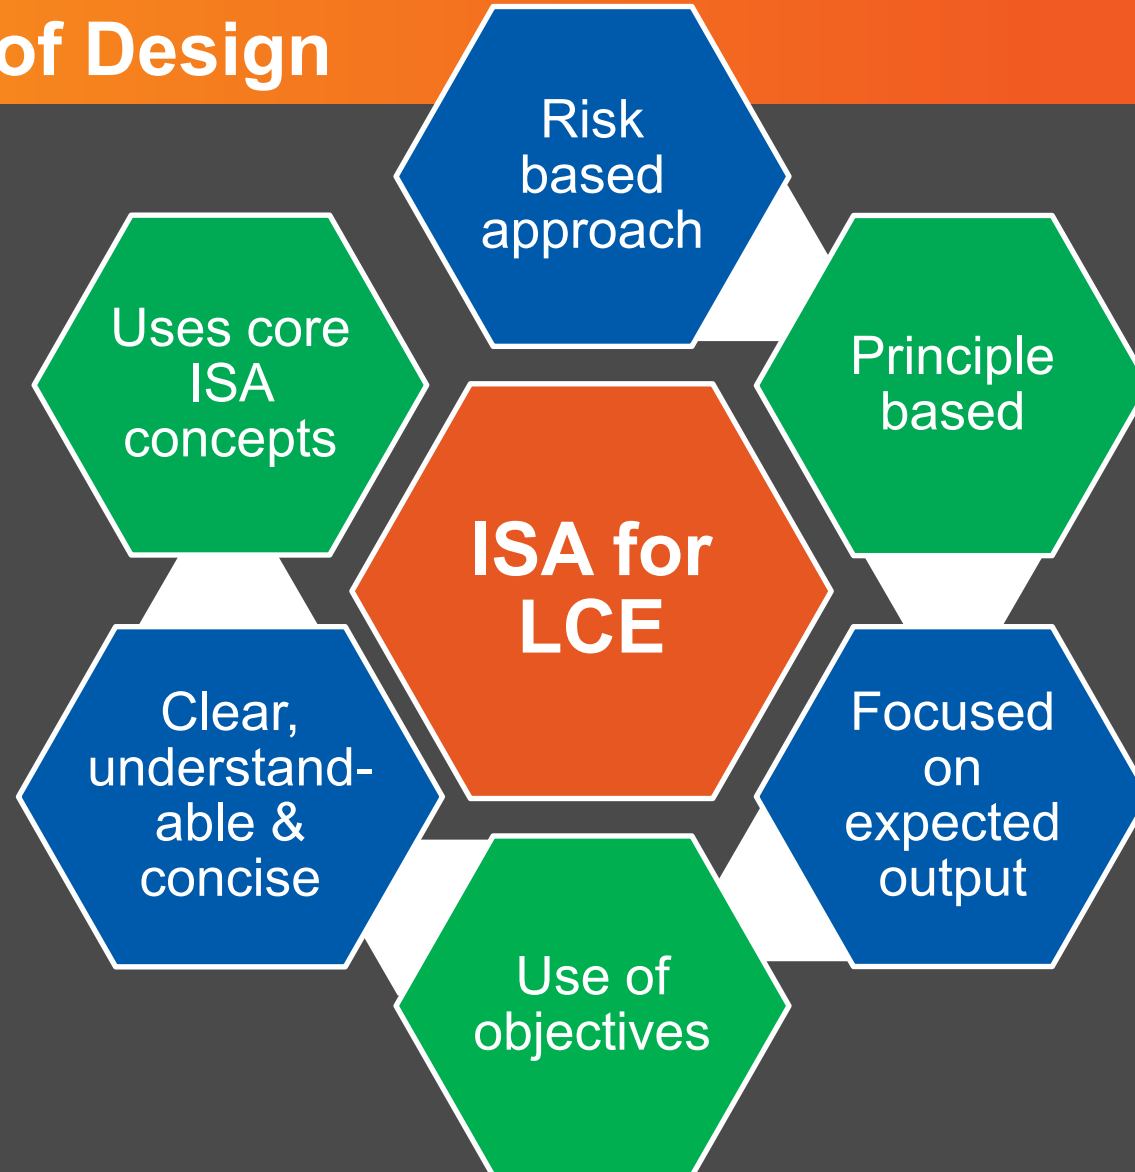 of Design
Risk
based
approach
Principle
based
Focused
on
expected
output
Use of
objectives
Clear,
understand-
able &
concise
Uses core
ISA
concepts
ISA for
LCE